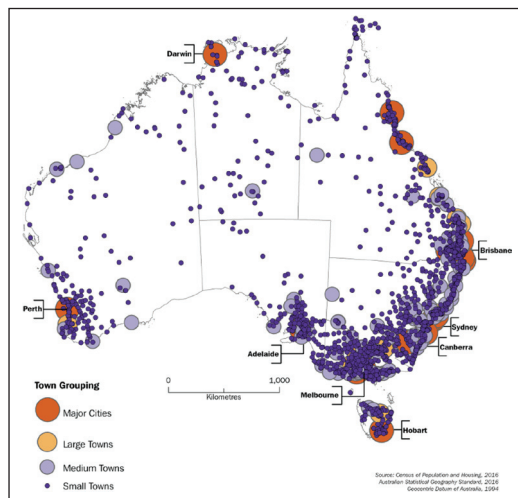 Darwin
Brisbane
Perth
Sydney
Canberra
Adelaide
Melbourne
Hobart
0
1,000
Kilometres
Town Grouping
Major Cities
Large Towns
Medium Towns
Small Towns
Source: Census of Population and Housing, 2016
Australian Statistical Geography Standard, 2016
Geocentric Datum of Australia, 1994